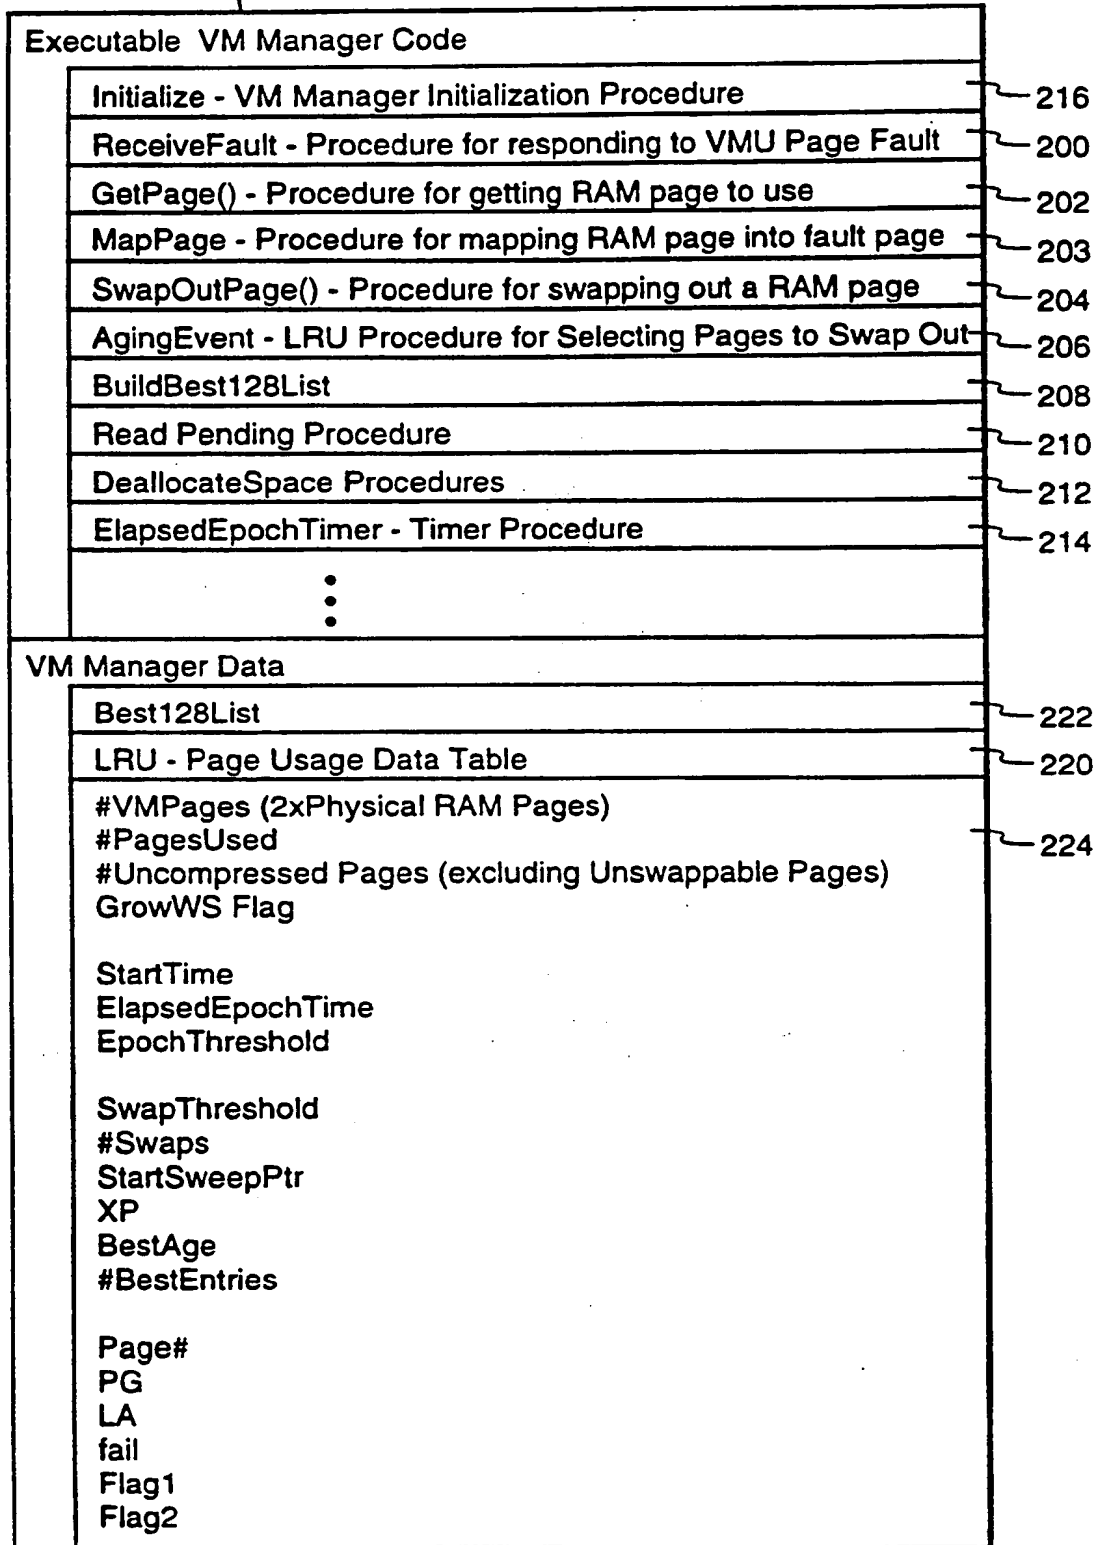 Executable VM Manager Code
Initialize - VM Manager Initialization Procedure
216
ReceiveFault - Procedure for responding to VMU Page Fault
200
GetPage() - Procedure for getting RAM page to use
202
MapPage - Procedure for mapping RAM page into fault page
203
SwapOutPage() - Procedure for swapping out a RAM page
204
AgingEvent - LRU Procedure for Selecting Pages to Swap Out
206
BuildBest128List
208
Read Pending Procedure
210
DeallocateSpace Procedures
212
ElapsedEpochTimer - Timer Procedure
214
VM Manager Data
Best128List
222
LRU - Page Usage Data Table
220
#VMPages (2xPhysical RAM Pages)
#PagesUsed
224
#Uncompressed Pages (excluding Unswappable Pages)
GrowWS Flag
StartTime
ElapsedEpochTime
EpochThreshold
SwapThreshold
#Swaps
StartSweepPtr
XP
BestAge
#BestEntries
Page#
PG
LA
fail
Flag1
Flag2